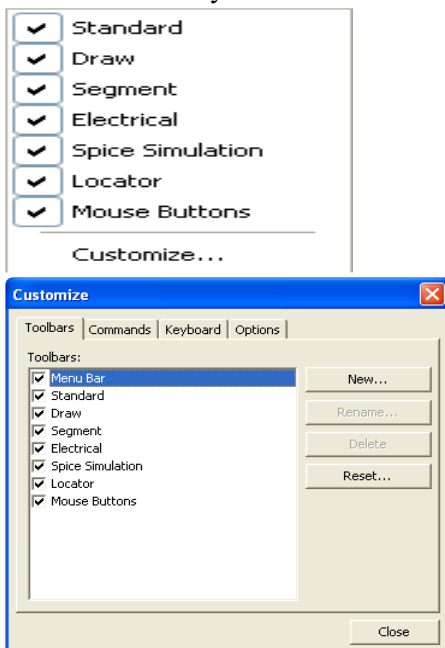 Standard
Draw
Segment
Electrical
Spice Simulation
Locator
Mouse Buttons
Customize...
Customize
Toolbars Commands Keyboard Options
Toolbars:
Menu Bar
Standard
Draw
Segment
Electrical
Spice Simulation
Locator
Mouse Buttons
New...
Rename...
Delete
Reset...
Close